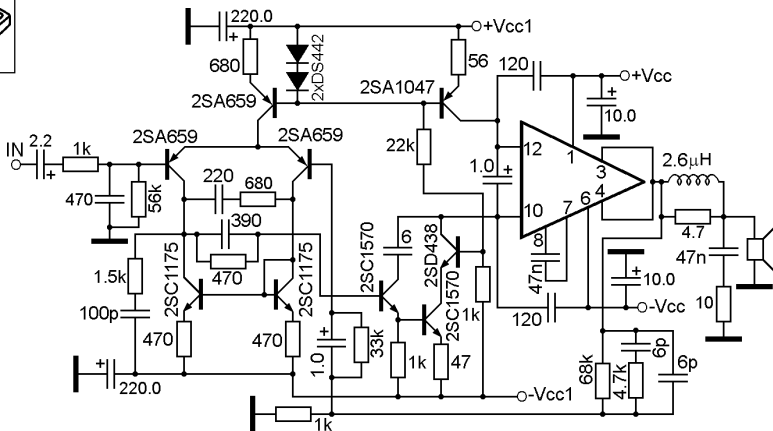 220.0
+
+Vcc1
680
2xDS442
56
120
+Vcc
2SA1047
2SA659
+
10.0
2SA659
2SA659
IN
2.2
1k
+
22k
12
1
3
2.6µH
1.0
+
470
56k
220
680
4
6
10
7
8
390
4.7
2SC1175
470
2SC1175
2SC1570
6
2SD438
47n
+
10.0
47n
1.5k
2SC1570
1k
120
-Vcc
10
100p
470
470
1.0
+
33k
1k
47
68k
4.7k
6p
6p
+
220.0
-Vcc1
1k